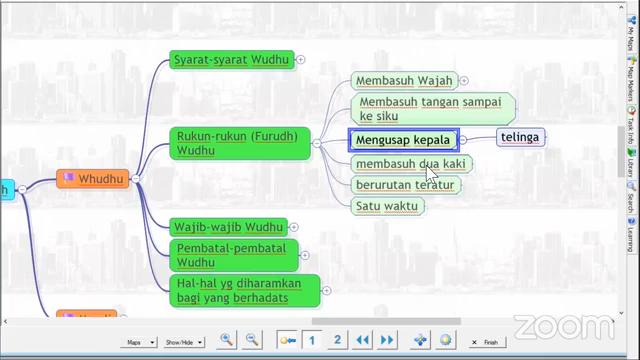 Syarat-syarat Wudhu
Membasuh Wajah
Membasuh tangan sampai
ke siku
Rukun-rukun (Furudh)
Wudhu
Mengusap kepala
telinga
membasuh dua kaki
Whudhu
h
berurutan teratur
Satu waktu
Wajib-wajib Wudhu
Pembatal-pembatal
Wudhu
Hal-hal yg diharamkan
bagi yang berhadats
My Maps
Map Markers
Task Info
Library
Search
Learning
Maps
Show/Hide
1
2
Finish
zoom